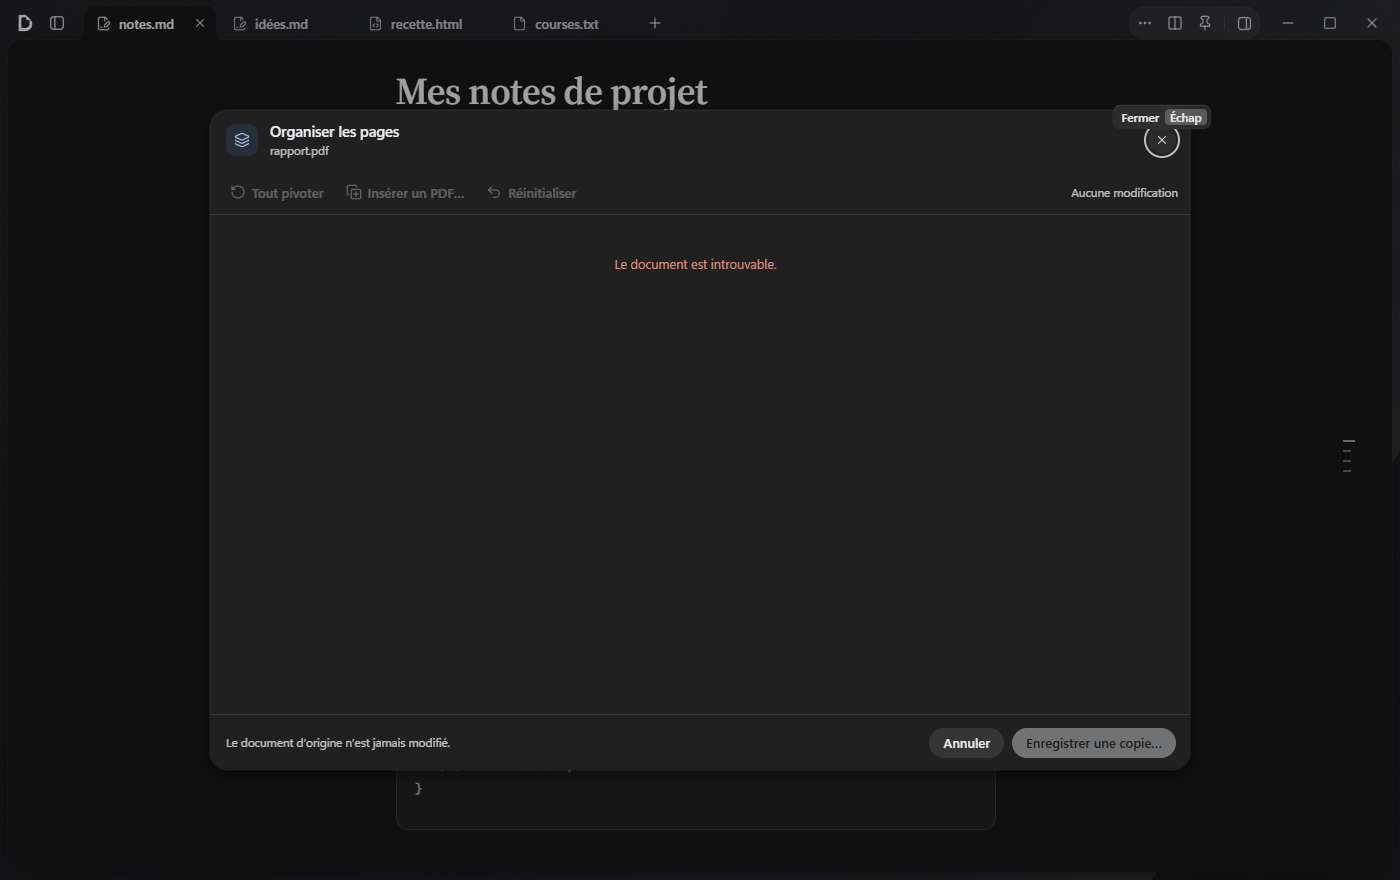 notes.md
idées.md
recette.html
courses.txt
Mes notes de projet
Organiser les pages
rapport.pdf
Fermer Échap
Tout pivoter
Insérer un PDF...
Réinitialiser
Aucune modification
Le document est introuvable.
Le document d'origine n'est jamais modifié.
Annuler
Enregistrer une copie...
}